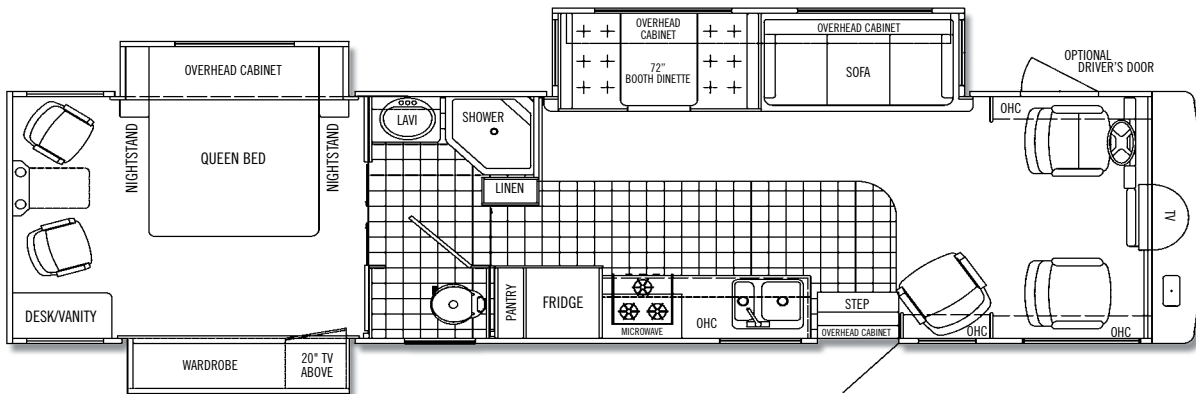 OVERHEAD CABINET
NIGHTSTAND
QUEEN BED
NIGHTSTAND
DESK/VANITY
WARDROBE
20" TV
ABOVE
LAVI
SHOWER
LINEN
PANTRY
FRIDGE
MICROWAVE
OHC
OVERHEAD
CABINET
72"
BOOTH DINETTE
OVERHEAD CABINET
SOFA
STEP
OVERHEAD CABINET
OPTIONAL
DRIVER'S DOOR
OHC
TV
OHC
OHC